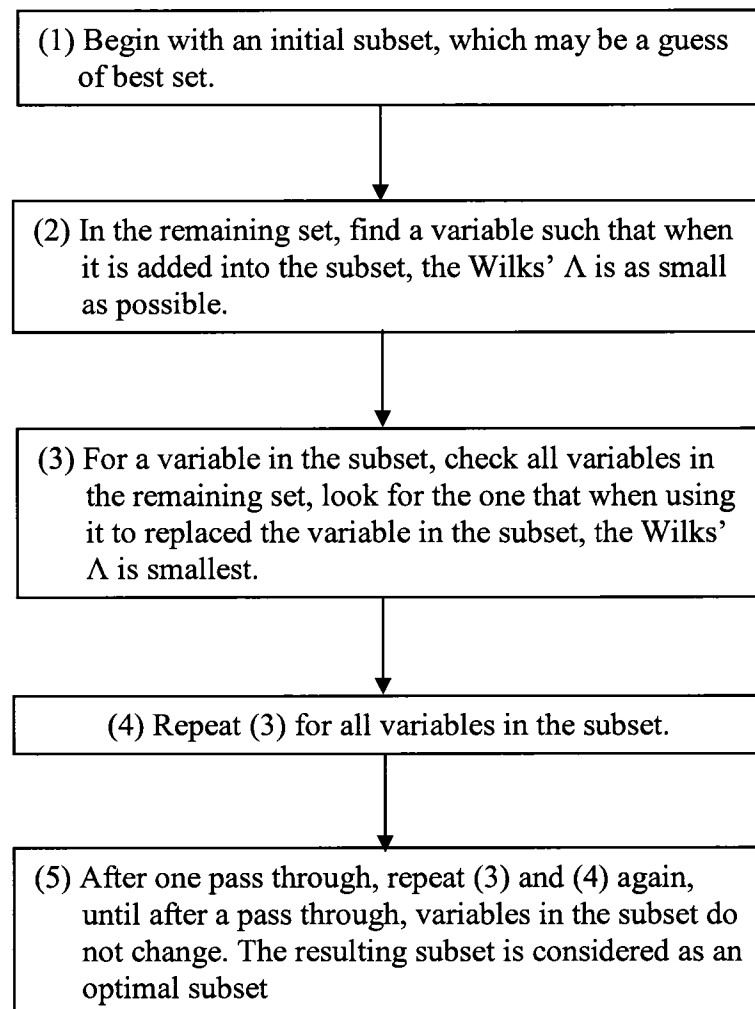 (1) Begin with an initial subset, which may be a guess
of best set.
(2) In the remaining set, find a variable such that when
it is added into the subset, the Wilks’ Λ is as small
as possible.
(3) For a variable in the subset, check all variables in
the remaining set, look for the one that when using
it to replaced the variable in the subset, the Wilks’
Λ is smallest.
(4) Repeat (3) for all variables in the subset.
(5) After one pass through, repeat (3) and (4) again,
until after a pass through, variables in the subset do
not change. The resulting subset is considered as an
optimal subset